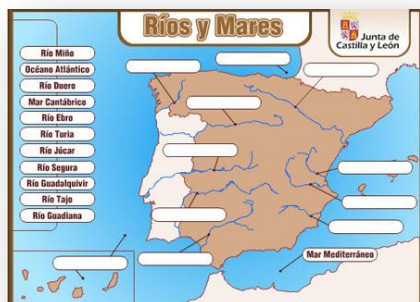 Ríos y Mares
Junta de
Castilla y León
Río Miño
Océano Atlántico
Río Duero
Mar Cantábrico
Río Ebro
Río Turia
Río Júcar
Río Segura
Río Guadalquivir
Río Tajo
Río Guadiana
Mar Mediterráneo